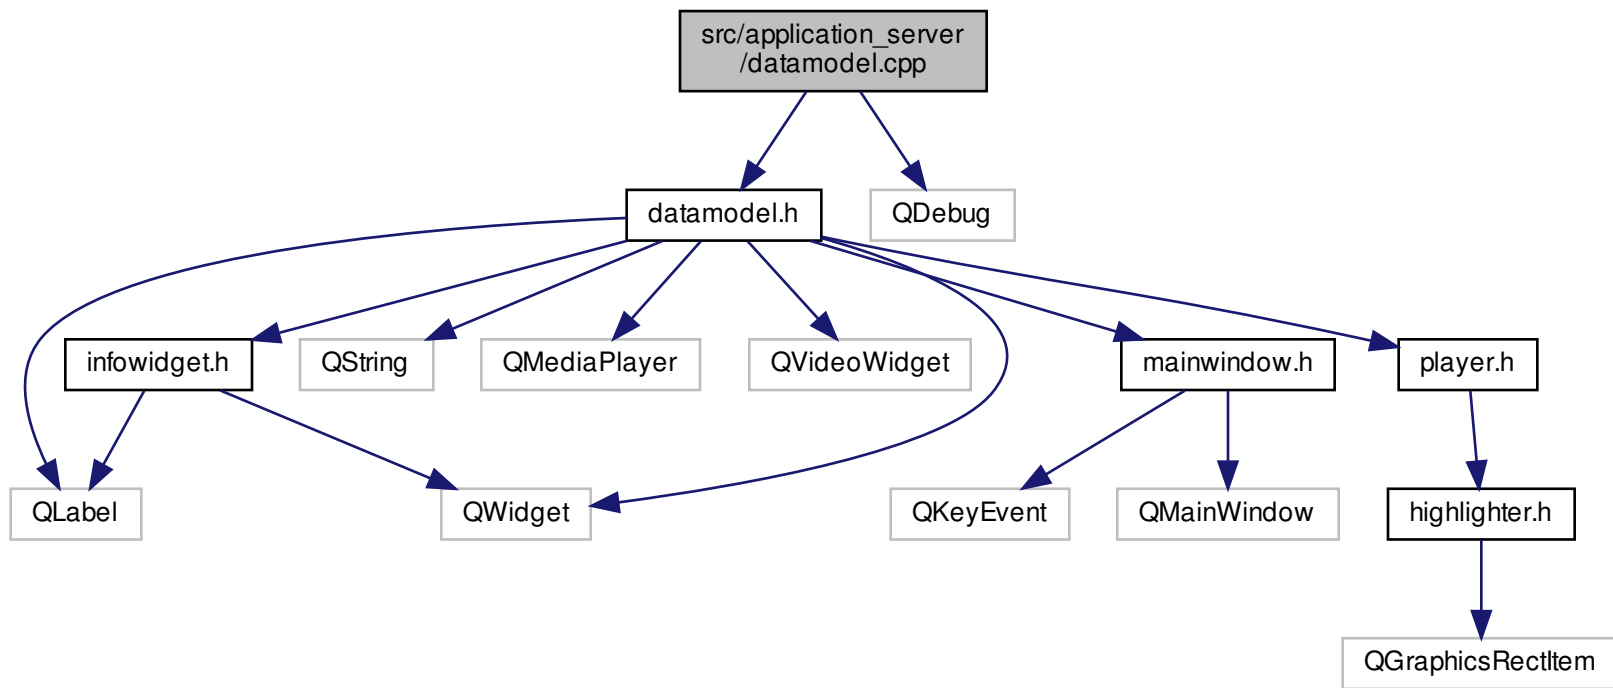 src/application_server
/datamodel.cpp
datamodel.h
QDebug
infowidget.h
QString
QMediaPlayer
QVideoWidget
mainwindow.h
player.h
QLabel
QWidget
QKeyEvent
QMainWindow
highlighter.h
QGraphicsRectItem